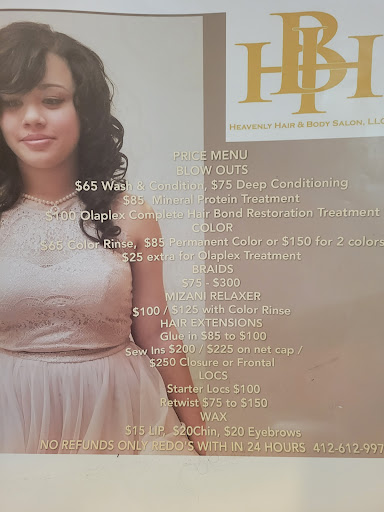 HBH
HEAVENLY HAIR & BODY SALON, LLC
PRICE MENU
BLOW OUTS
$65 Wash & Condition, $75 Deep Conditioning
$85 Mineral Protein Treatment
$100 Olaplex Complete Hair Bond Restoration Treatment
COLOR
$65 Color Rinse, $85 Permanent Color or $150 for 2 colors
$25 extra for Olaplex Treatment
BRAIDS
$75 - $300
MIZANI RELAXER
$100 / $125 with Color Rinse
HAIR EXTENSIONS
Glue in $85 to $100
Sew Ins $200 / $225 on net cap /
$250 Closure or Frontal
LOCS
Starter Locs $100
Retwist $75 to $150
WAX
$15 LIP, $20Chin, $20 Eyebrows
NO REFUNDS ONLY REDO'S WITH IN 24 HOURS 412-612-997